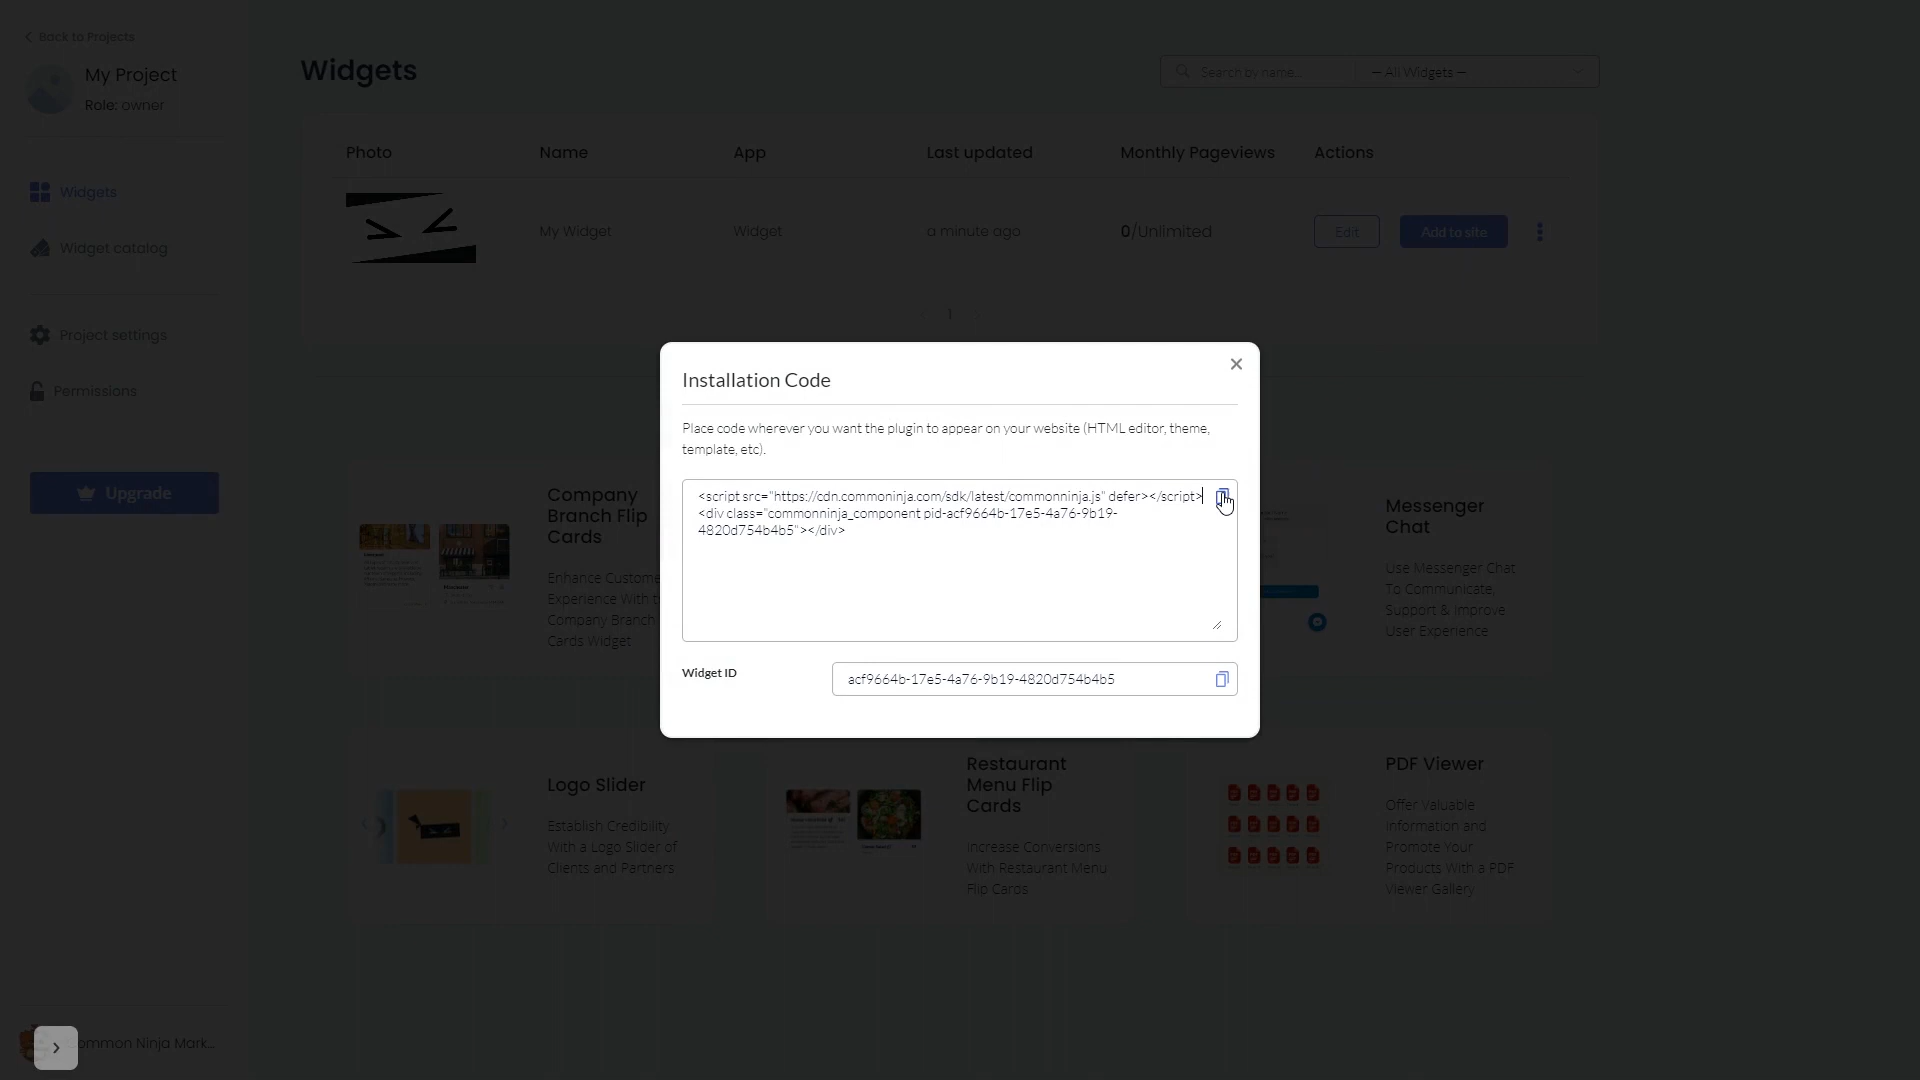 Back to Projects
My Project
Role: owner
Widgets
Widget catalog
Project settings
Permissions
Upgrade
Widgets
Search by name...
— All Widgets —
Photo Name App Last updated Monthly Pageviews Actions
My Widget Widget a minute ago 0/Unlimited Edit Add to site
1
Installation Code
Place code wherever you want the plugin to appear on your website (HTML editor, theme,
template, etc).
<script src="https://cdn.commoninja.com/sdk/latest/commonninja.js" defer></script>
<div class="commonninja_component pid-acf9664b-17e5-4a76-9b19-
4820d754b4b5"></div>
Widget ID
acf9664b-17e5-4a76-9b19-4820d754b4b5
Company
Branch Flip
Cards
Enhance Custome
Experience With t
Company Branch
Cards Widget
Messenger
Chat
Use Messenger Chat
To Communicate,
Support & Improve
User Experience
Logo Slider
Establish Credibility
With a Logo Slider of
Clients and Partners
Restaurant
Menu Flip
Cards
Increase Conversions
With Restaurant Menu
Flip Cards
PDF Viewer
Offer Valuable
Information and
Promote Your
Products With a PDF
Viewer Gallery
ommon Ninja Mark...